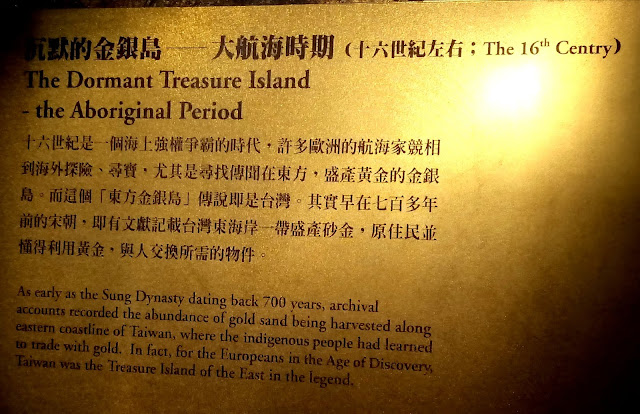 沉默的金銀島——大航海時期（十六世紀左右；The 16th Centry）
The Dormant Treasure Island
- the Aboriginal Period
十六世紀是一個海上強權爭霸的時代，許多歐洲的航海家競相
到海外探險、尋寶，尤其是尋找傳聞在東方，盛產黃金的金銀
島。而這個「東方金銀島」傳說即是台灣。其實早在七百多年
前的宋朝，即有文獻記載台灣東海岸一帶盛產砂金，原住民並
懂得利用黃金，與人交換所需的物件。
As early as the Sung Dynasty dating back 700 years, archival
accounts recorded the abundance of gold sand being harvested along
eastern coastline of Taiwan, where the indigenous people had learned
to trade with gold. In fact, for the Europeans in the Age of Discovery,
Taiwan was the Treasure Island of the East in the legend.